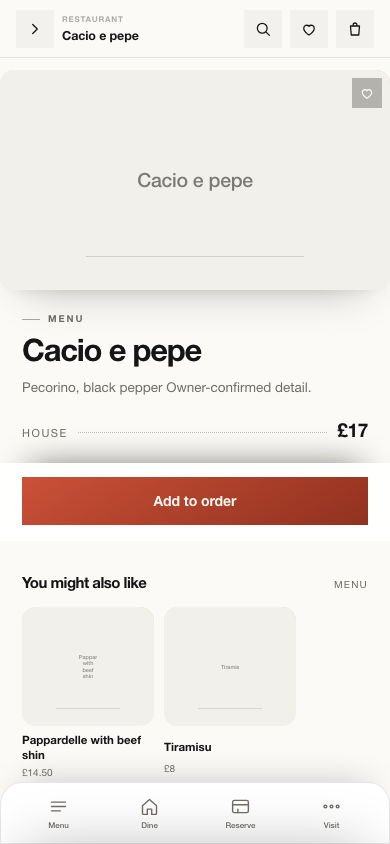 RESTAURANT
Cacio e pepe
Cacio e pepe
MENU
Cacio e pepe
Pecorino, black pepper Owner-confirmed detail.
HOUSE £17
Add to order
You might also like MENU
Pappar
with
beef
shin
Tiramis
Pappardelle with beef
shin
£14.50
Tiramisu
£8
Menu Dine Reserve Visit